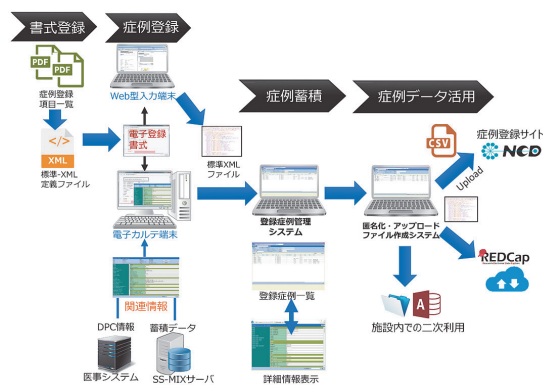 書式登録
症例登録
症例蓄積
症例データ活用
PDF
PDF
症例登録
項目一覧
</>
XML
標準-XML
定義ファイル
Web型入力端末
電子登録
書式
標準XML
ファイル
電子カルテ端末
関連情報
DPC情報
蓄積データ
医事システム
SS-MIXサーバ
登録症例管理
システム
登録症例一覧
詳細情報表示
匿名化・アップロード
ファイル作成システム
CSV
Upload
症例登録サイト
NCD
REDCap
A
施設内での二次利用